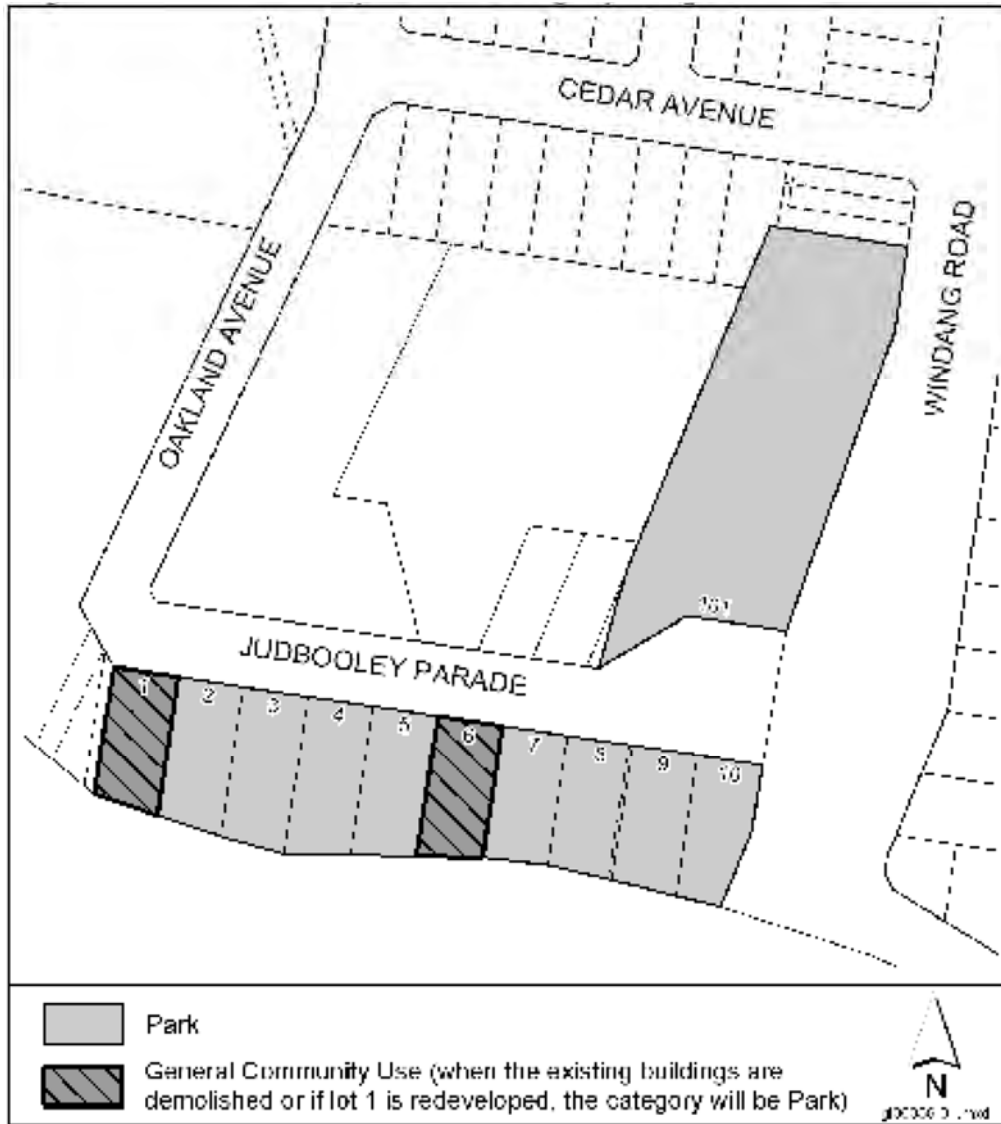 CEDAR AVENUE
OAKLAND AVENUE
WINDANG ROAD
101
JUDBOOLEY PARADE
1
2
3
4
5
6
7
8
9
10
Park
General Community Use (when the existing buildings are
demolished or if lot 1 is redeveloped, the category will be Park)
N